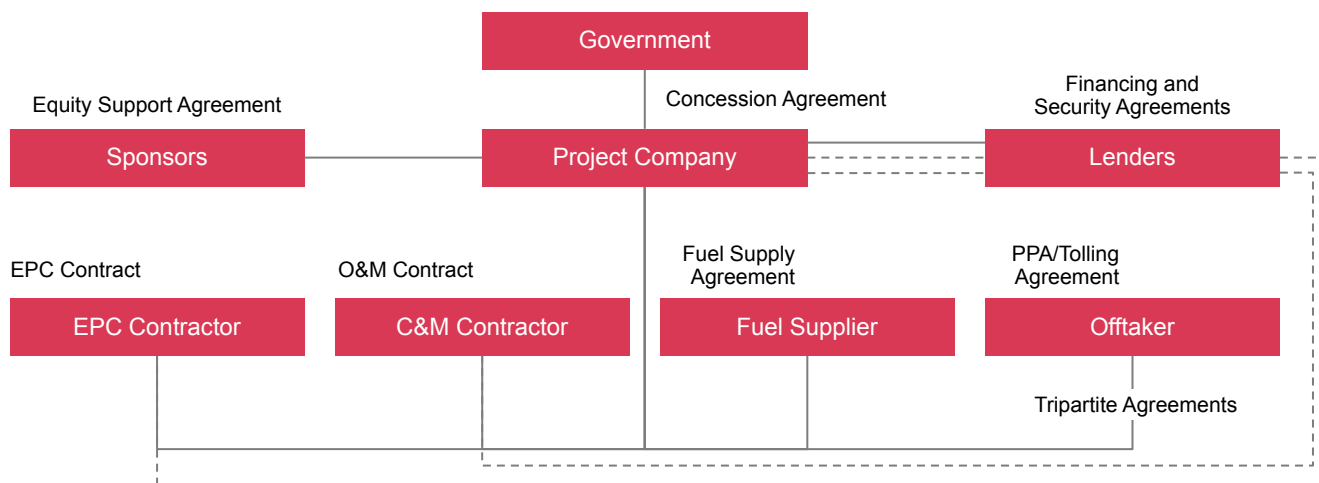 Government
Concession Agreement
Financing and
Security Agreements
Equity Support Agreement
Sponsors
Project Company
Lenders
EPC Contract
O&M Contract
Fuel Supply
Agreement
PPA/Tolling
Agreement
EPC Contractor
C&M Contractor
Fuel Supplier
Offtaker
Tripartite Agreements